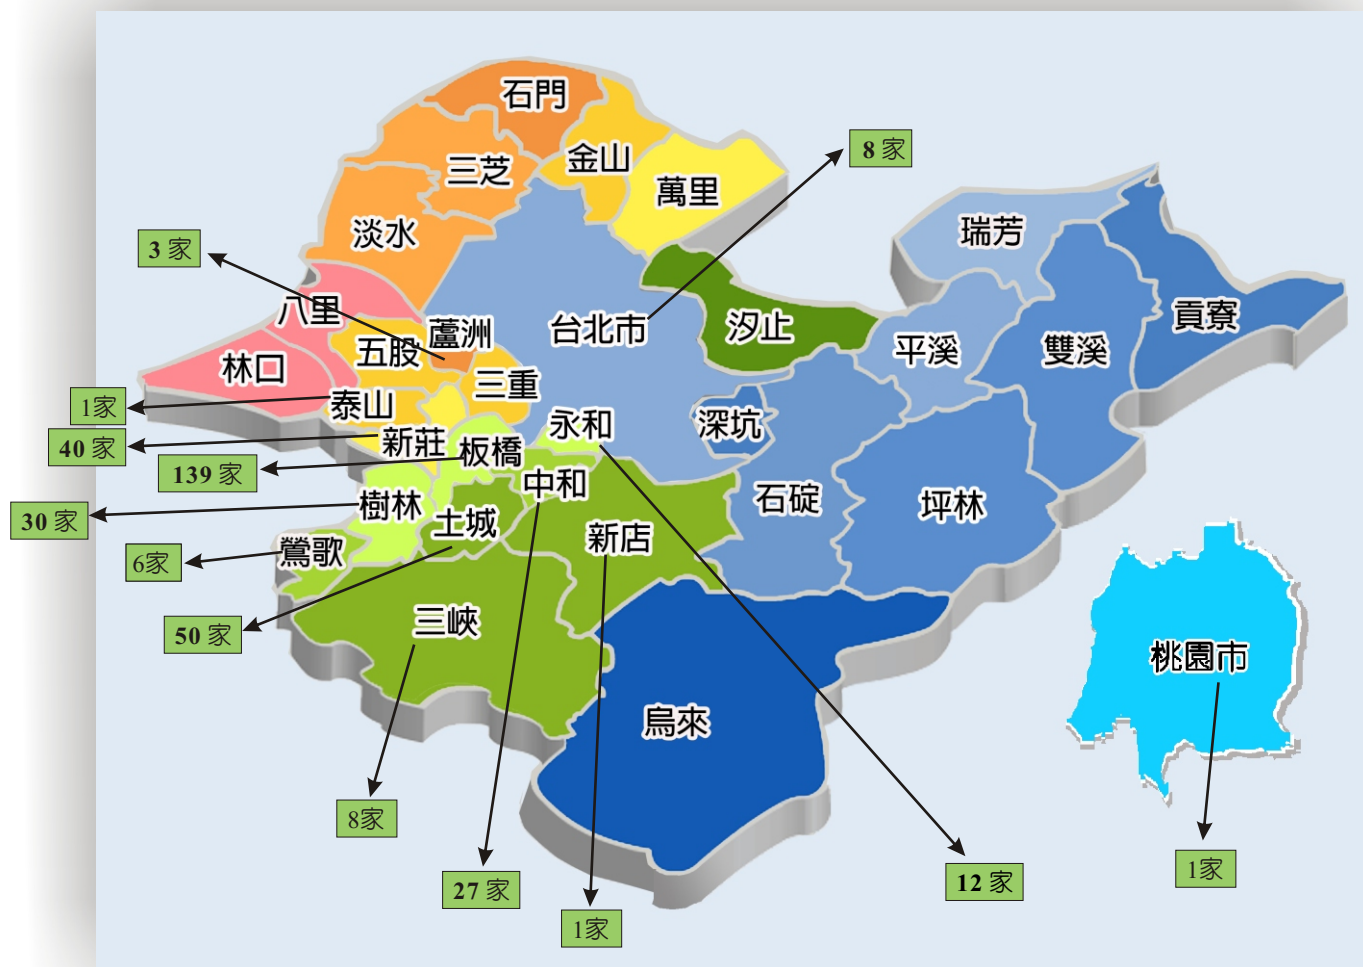 石門
8 家
金山
三芝
萬里
淡水
瑞芳
3 家
八里
貢寮
蘆洲
台北市
汐止
五股
平溪
雙溪
林口
三重
1家
泰山
深坑
永和
40 家
新莊
板橋
139 家
中和
石碇
樹林
坪林
30 家
土城
新店
鶯歌
6家
三峽
50 家
桃園市
烏來
8家
27 家
12 家
1家
1家